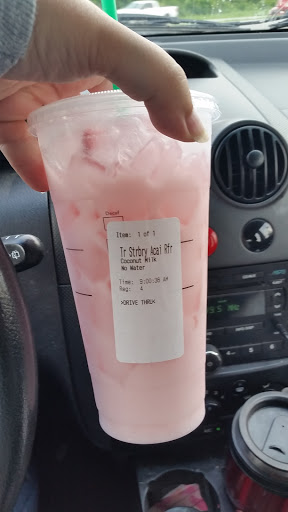 Item: 1 of 1
Tr Strbry Acai Rfr
Coconut Milk
No Water
Time: 8:00:35 AM
Reg: 4
>DRIVE THRU<